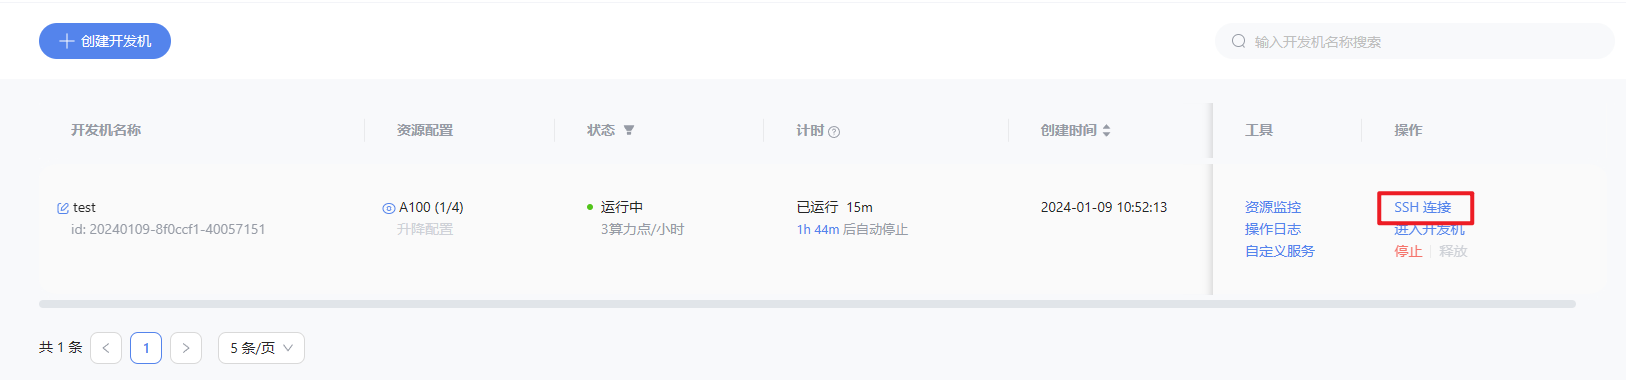 创建开发机
输入开发机名称搜索
开发机名称 资源配置 状态 计时 创建时间 工具 操作
test A100 (1/4) 运行中 已运行 15m 2024-01-09 10:52:13 资源监控 SSH 连接
id: 20240109-8f0ccf1-40057151 升降配置 3算力点/小时 1h 44m 后自动停止 操作日志 进入开发机
自定义服务 停止 释放
共 1 条 < 1 > 5 条/页